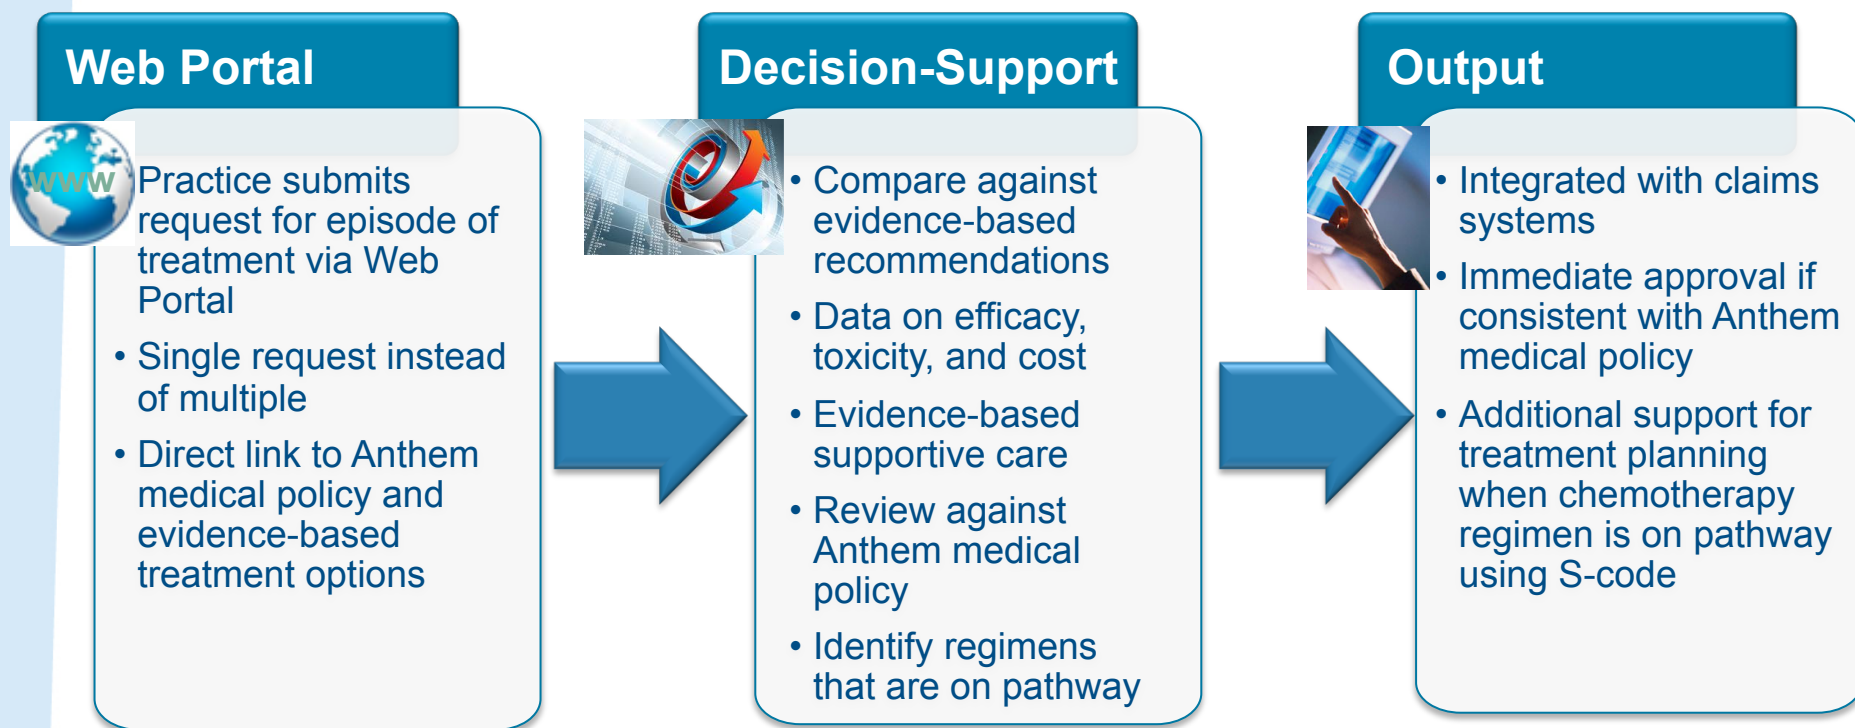 Web Portal
www
Practice submits
request for episode of
treatment via Web
Portal
• Single request instead
of multiple
• Direct link to Anthem
medical policy and
evidence-based
treatment options
Decision-Support
• Compare against
evidence-based
recommendations
• Data on efficacy,
toxicity, and cost
• Evidence-based
supportive care
• Review against
Anthem medical
policy
• Identify regimens
that are on pathway
Output
• Integrated with claims
systems
• Immediate approval if
consistent with Anthem
medical policy
• Additional support for
treatment planning
when chemotherapy
regimen is on pathway
using S-code